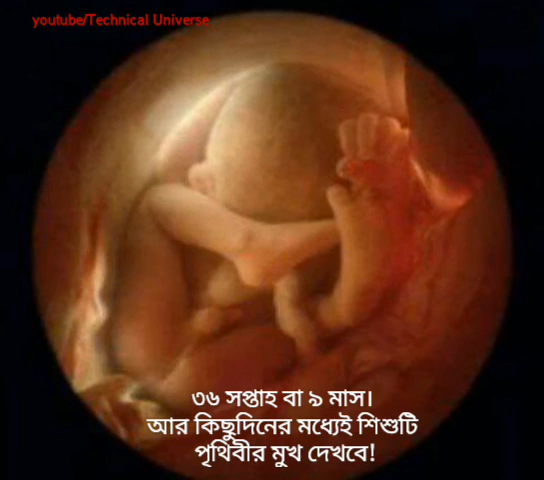 youtube/Technical Universe
৩৬ সপ্তাহ বা ৯ মাস।
আর কিছুদিনের মধ্যেই শিশুটি
পৃথিবীর মুখ দেখবে!